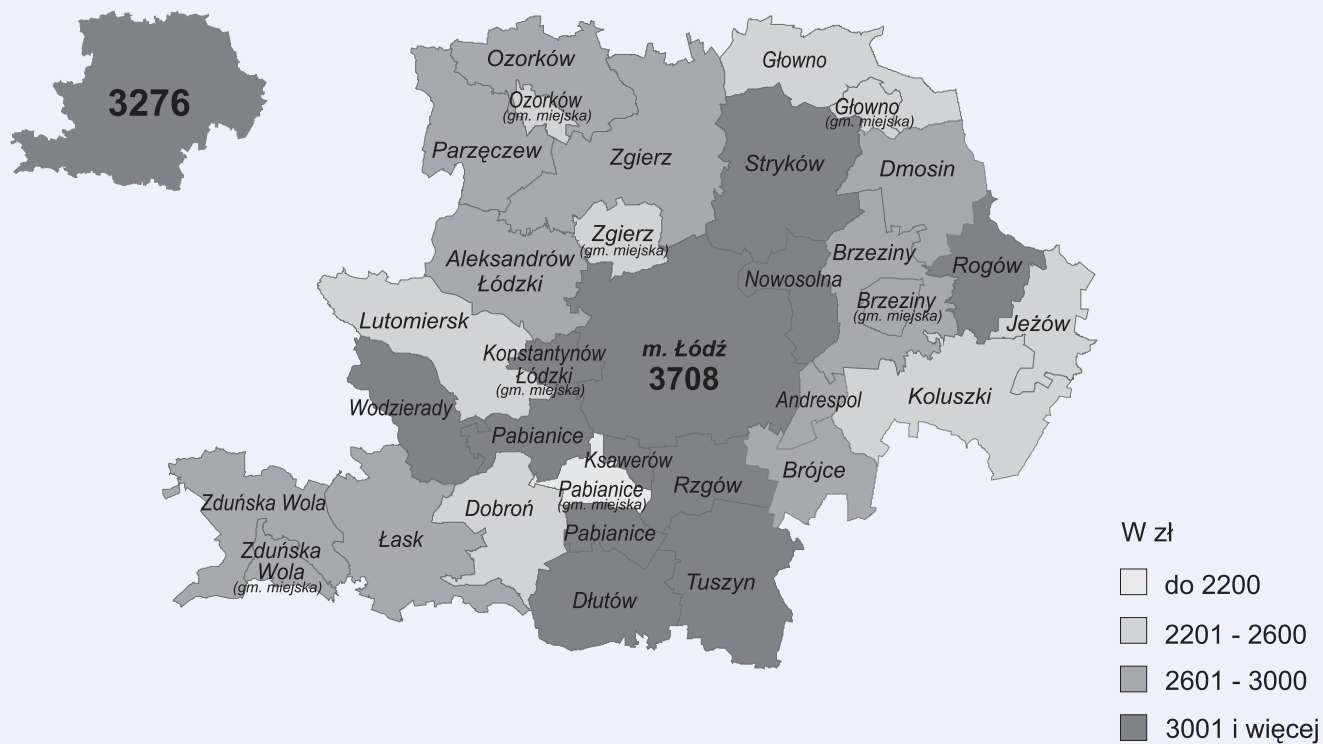 3276
Ozorków
Głowno
Ozorków
(gm. miejska)
Głowno
(gm. miejska)
Parzęczew
Zgierz
Stryków
Dmosin
Zgierz
(gm. miejska)
Aleksandrów
Łódzki
Nowosolna
Brzeziny
Rogów
Brzeziny
(gm. miejska)
Lutomiersk
Jeżów
m. Łódź
3708
Konstantynów
Łódzki
(gm. miejska)
Wodzierady
Andrespol
Koluszki
Pabianice
Ksawerów
Brójce
Zduńska Wola
Dobroń
Pabianice
(gm. miejska)
Rzgów
Zduńska
Wola
(gm. miejska)
Łask
Pabianice
Dłutów
Tuszyn
W zł
do 2200
2201 - 2600
2601 - 3000
3001 i więcej